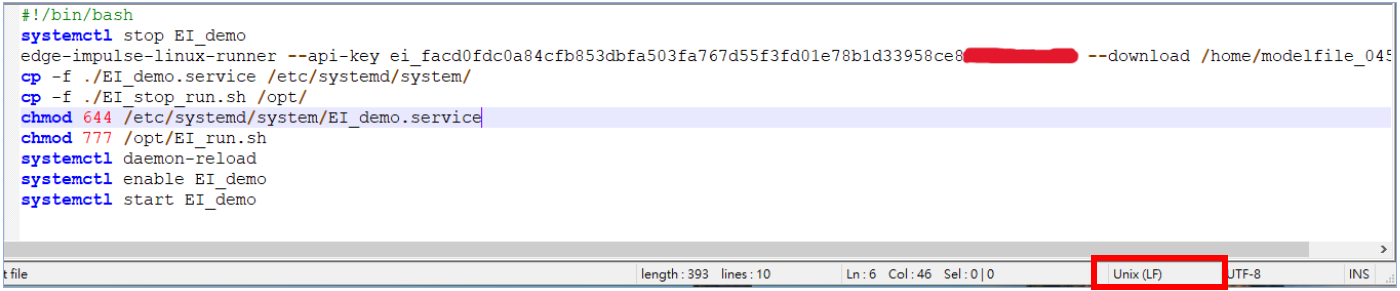 #!/bin/bash
systemctl stop EI_demo
edge-impulse-linux-runner --api-key ei_facd0fdc0a84cfb853dbfa503fa767d55f3fd01e78b1d33958ce8 --download /home/modelfile_045
cp -f ./EI_demo.service /etc/systemd/system/
cp -f ./EI_stop_run.sh /opt/
chmod 644 /etc/systemd/system/EI_demo.service
chmod 777 /opt/EI_run.sh
systemctl daemon-reload
systemctl enable EI_demo
systemctl start EI_demo
t file length : 393 lines : 10 Ln : 6 Col : 46 Sel : 0 | 0 Unix (LF) UTF-8 INS